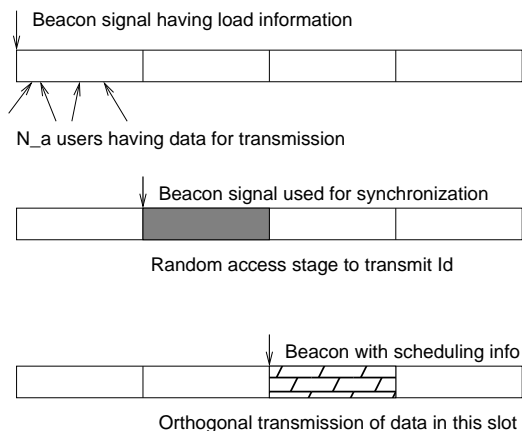 Beacon signal having load information
N_a users having data for transmission
Beacon signal used for synchronization
Random access stage to transmit Id
Beacon with scheduling info
Orthogonal transmission of data in this slot